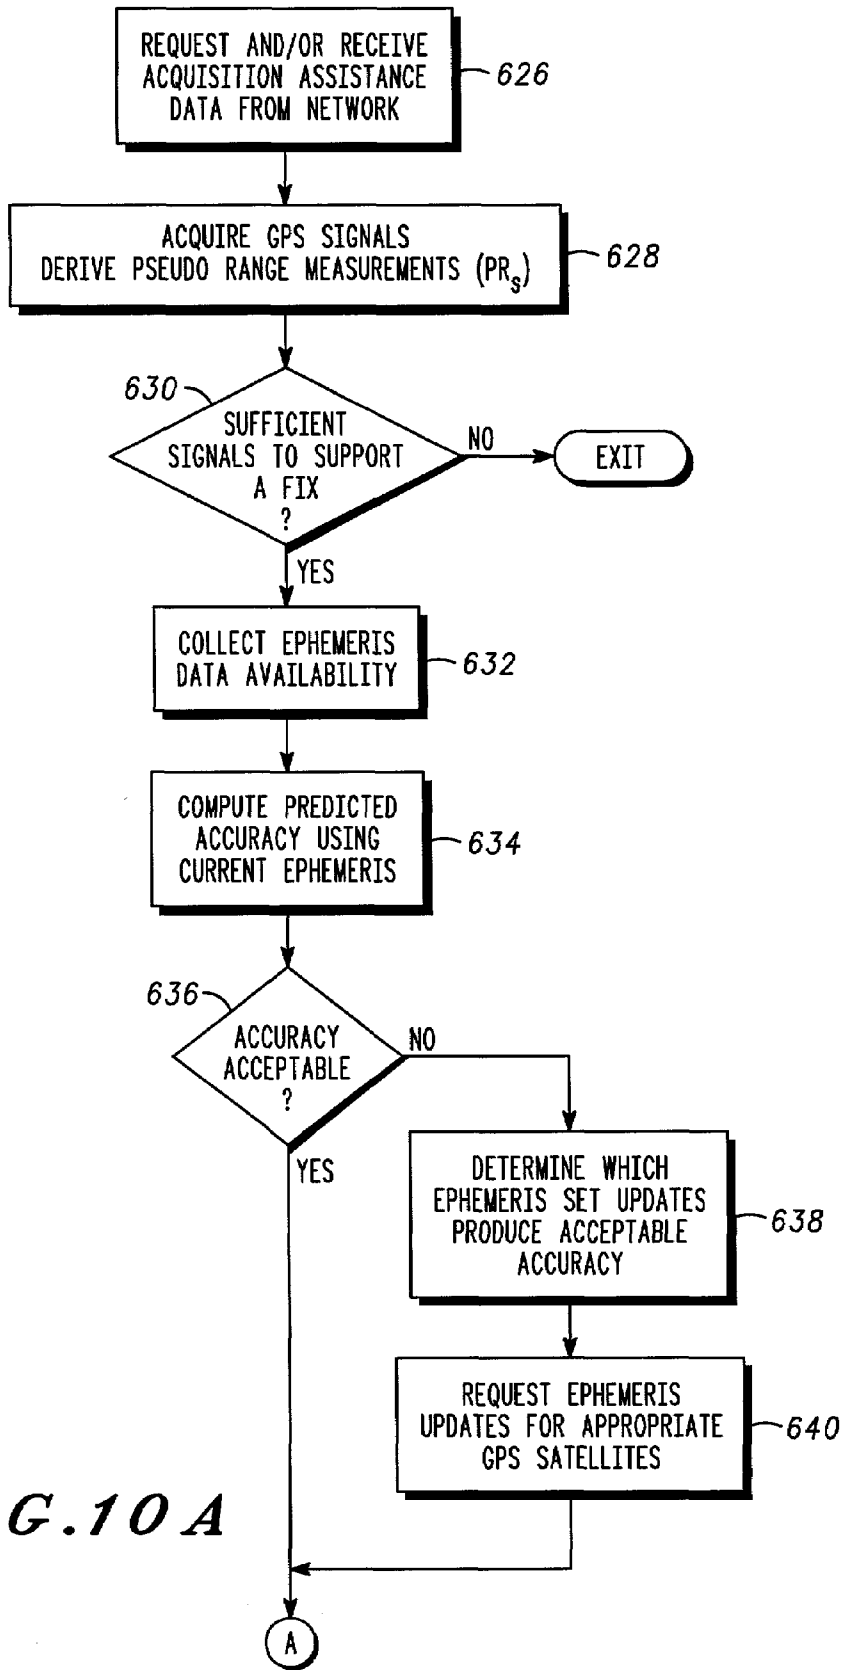 REQUEST AND/OR RECEIVE
ACQUISITION ASSISTANCE
DATA FROM NETWORK
626
ACQUIRE GPS SIGNALS
DERIVE PSEUDO RANGE MEASUREMENTS (PRs)
628
630
SUFFICIENT
SIGNALS TO SUPPORT
A FIX
?
NO
EXIT
YES
COLLECT EPHEMERIS
DATA AVAILABILITY
632
COMPUTE PREDICTED
ACCURACY USING
CURRENT EPHEMERIS
634
636
ACCURACY
ACCEPTABLE
?
NO
YES
DETERMINE WHICH
EPHEMERIS SET UPDATES
PRODUCE ACCEPTABLE
ACCURACY
638
REQUEST EPHEMERIS
UPDATES FOR APPROPRIATE
GPS SATELLITES
640
G.10A
A